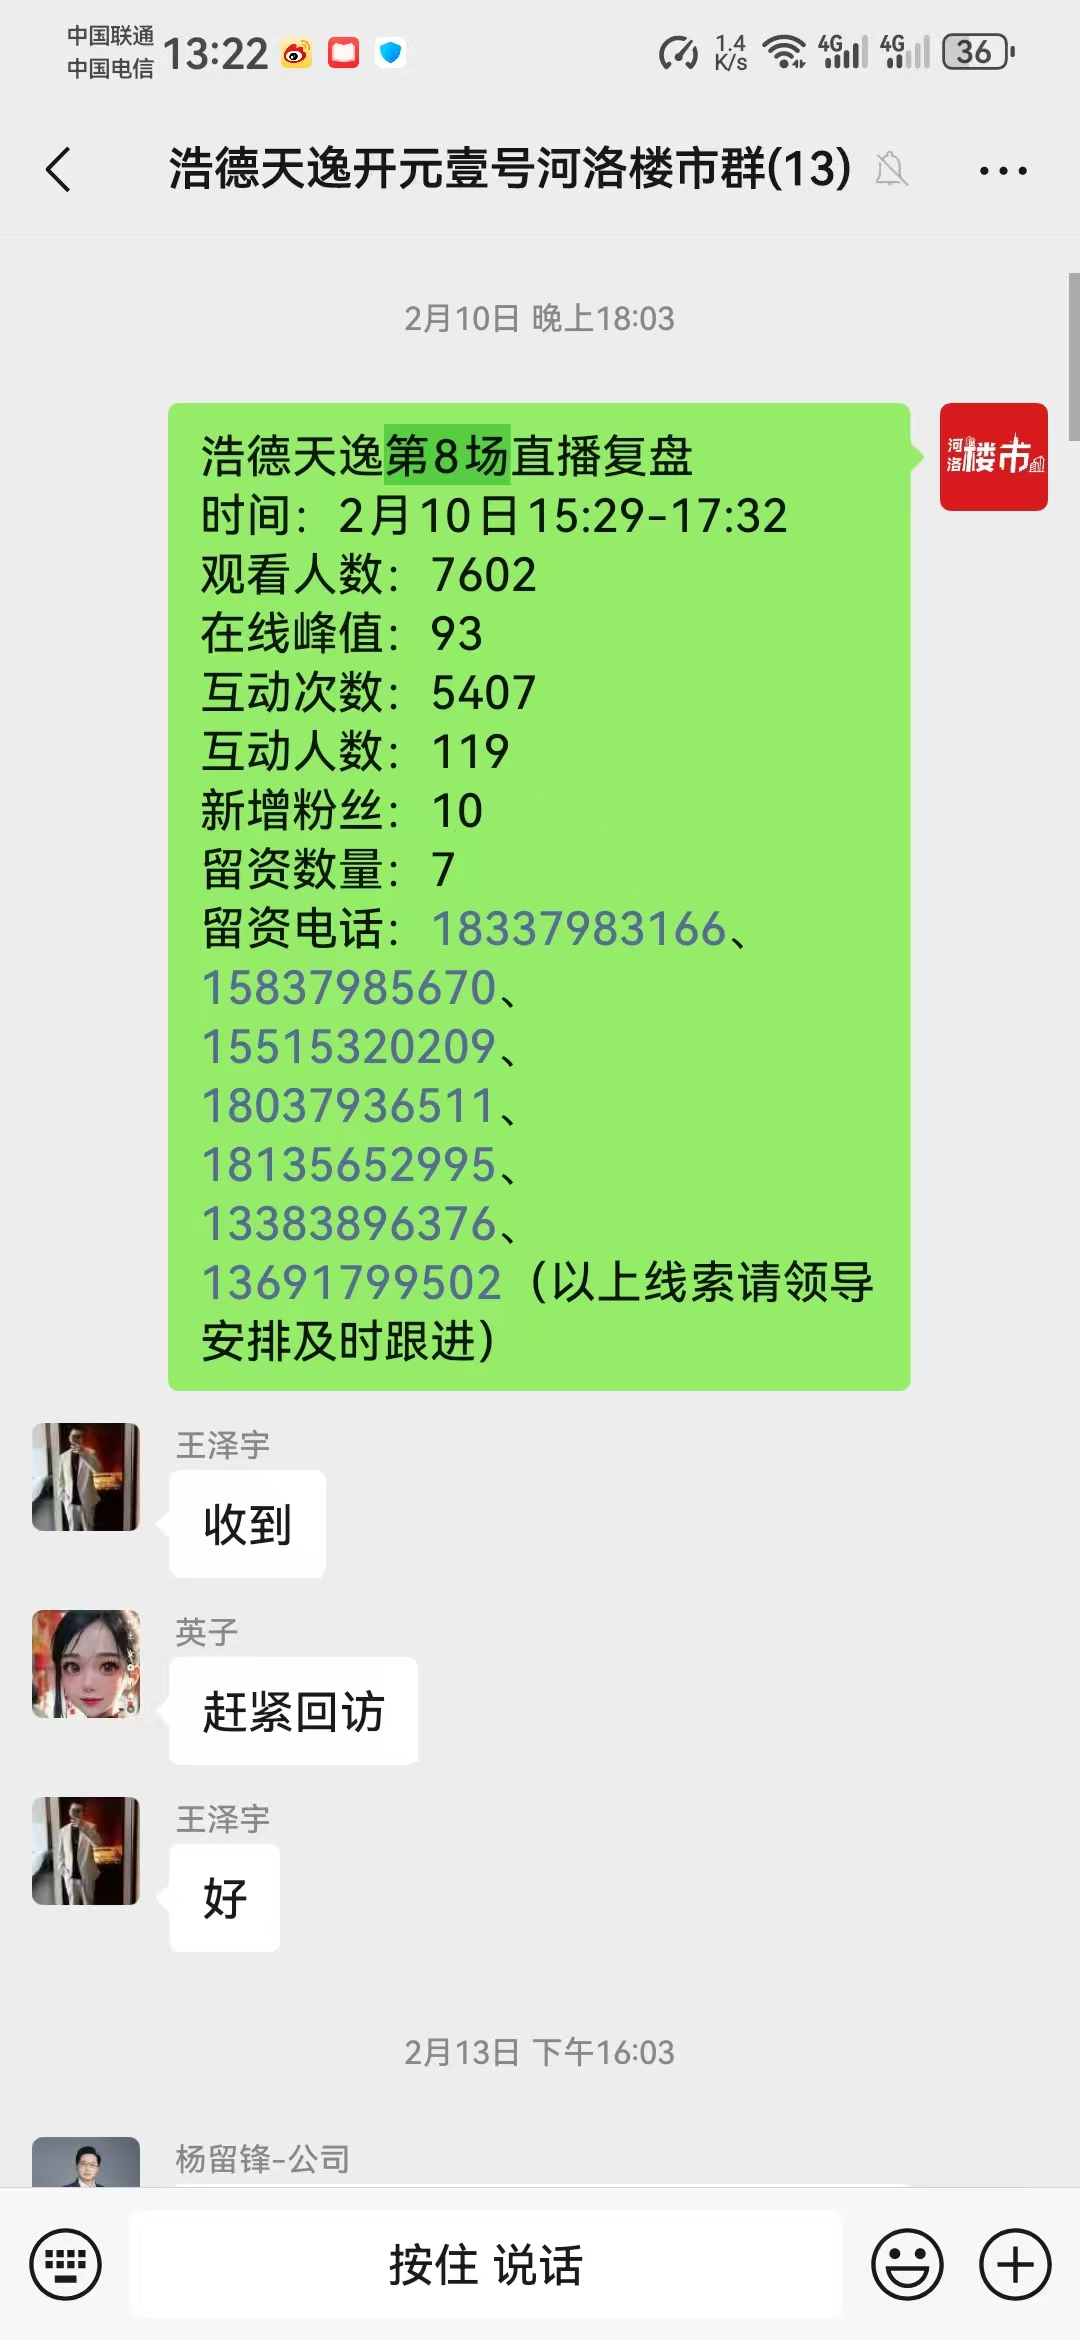 中国联通
中国电信
13:22
1.4
K/s
4G
4G
36
浩德天逸开元壹号河洛楼市群(13)
2月10日 晚上18:03
浩德天逸第8场直播复盘
时间：2月10日15:29-17:32
观看人数：7602
在线峰值：93
互动次数：5407
互动人数：119
新增粉丝：10
留资数量：7
留资电话：18337983166、
15837985670、
15515320209、
18037936511、
18135652995、
13383896376、
13691799502（以上线索请领导
安排及时跟进）
河洛楼市
王泽宇
收到
英子
赶紧回访
王泽宇
好
2月13日 下午16:03
杨留锋-公司
按住 说话